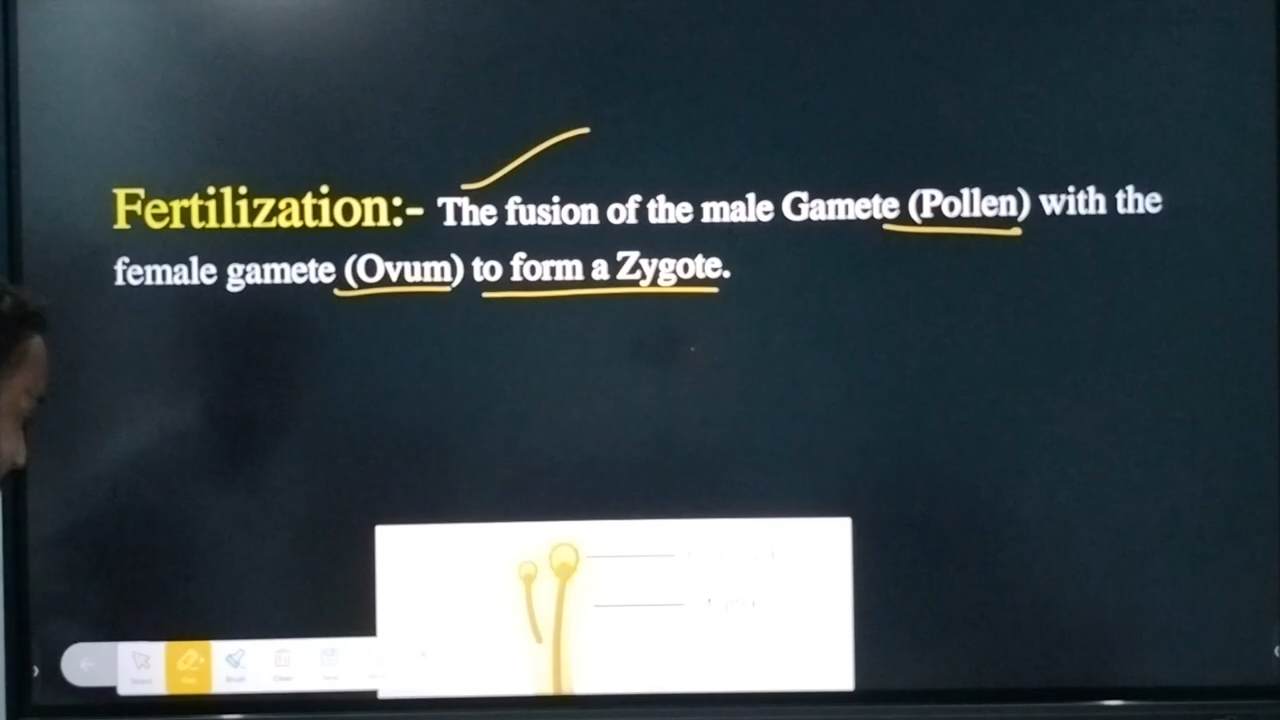 Fertilization:- The fusion of the male Gamete (Pollen) with the
female gamete (Ovum) to form a Zygote.